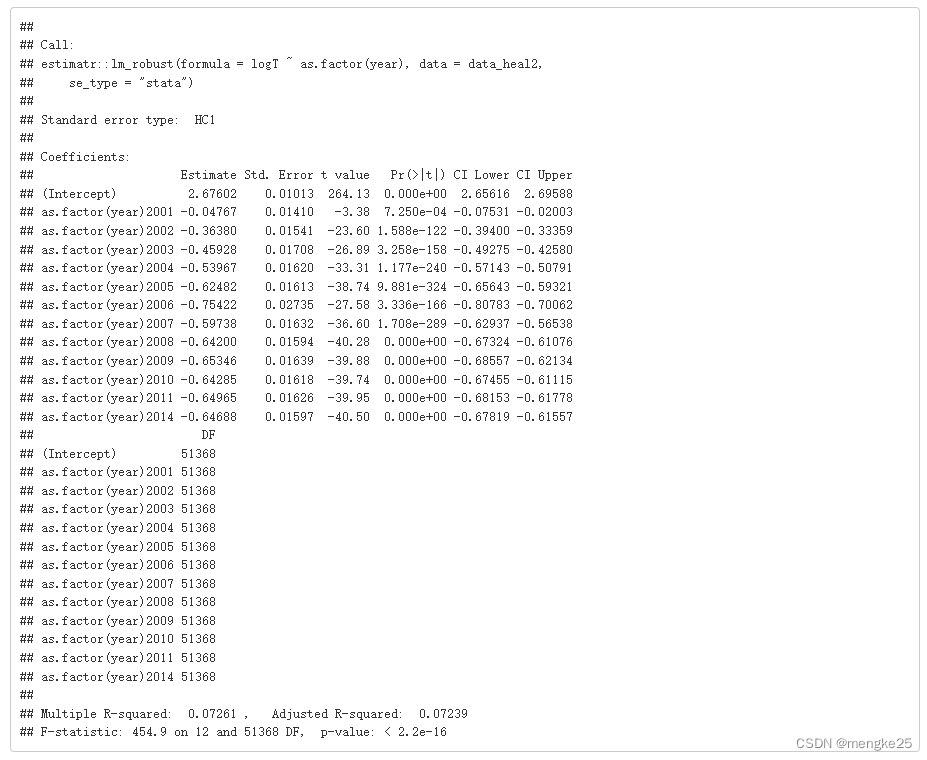 ##
## Call:
## estimatr::lm_robust(formula = logT ~ as.factor(year), data = data_heal2,
##     se_type = "stata")
##
## Standard error type:  HC1
##
## Coefficients:
##                     Estimate Std. Error t value   Pr(>|t|) CI Lower CI Upper
## (Intercept)          2.67602    0.01013  264.13  0.000e+00  2.65616  2.69588
## as.factor(year)2001 -0.04767    0.01410   -3.38  7.250e-04 -0.07531 -0.02003
## as.factor(year)2002 -0.36380    0.01541  -23.60 1.588e-122 -0.39400 -0.33359
## as.factor(year)2003 -0.45928    0.01708  -26.89 3.258e-158 -0.49275 -0.42580
## as.factor(year)2004 -0.53967    0.01620  -33.31 1.177e-240 -0.57143 -0.50791
## as.factor(year)2005 -0.62482    0.01613  -38.74 9.881e-324 -0.65643 -0.59321
## as.factor(year)2006 -0.75422    0.02735  -27.58 3.336e-166 -0.80783 -0.70062
## as.factor(year)2007 -0.59738    0.01632  -36.60 1.708e-289 -0.62937 -0.56538
## as.factor(year)2008 -0.64200    0.01594  -40.28  0.000e+00 -0.67324 -0.61076
## as.factor(year)2009 -0.65346    0.01639  -39.88  0.000e+00 -0.68557 -0.62134
## as.factor(year)2010 -0.64285    0.01618  -39.74  0.000e+00 -0.67455 -0.61115
## as.factor(year)2011 -0.64965    0.01626  -39.95  0.000e+00 -0.68153 -0.61778
## as.factor(year)2014 -0.64688    0.01597  -40.50  0.000e+00 -0.67819 -0.61557
##                        DF
## (Intercept)         51368
## as.factor(year)2001 51368
## as.factor(year)2002 51368
## as.factor(year)2003 51368
## as.factor(year)2004 51368
## as.factor(year)2005 51368
## as.factor(year)2006 51368
## as.factor(year)2007 51368
## as.factor(year)2008 51368
## as.factor(year)2009 51368
## as.factor(year)2010 51368
## as.factor(year)2011 51368
## as.factor(year)2014 51368
##
## Multiple R-squared:  0.07261 ,   Adjusted R-squared:  0.07239
## F-statistic: 454.9 on 12 and 51368 DF,  p-value: < 2.2e-16
CSDN @mengke25